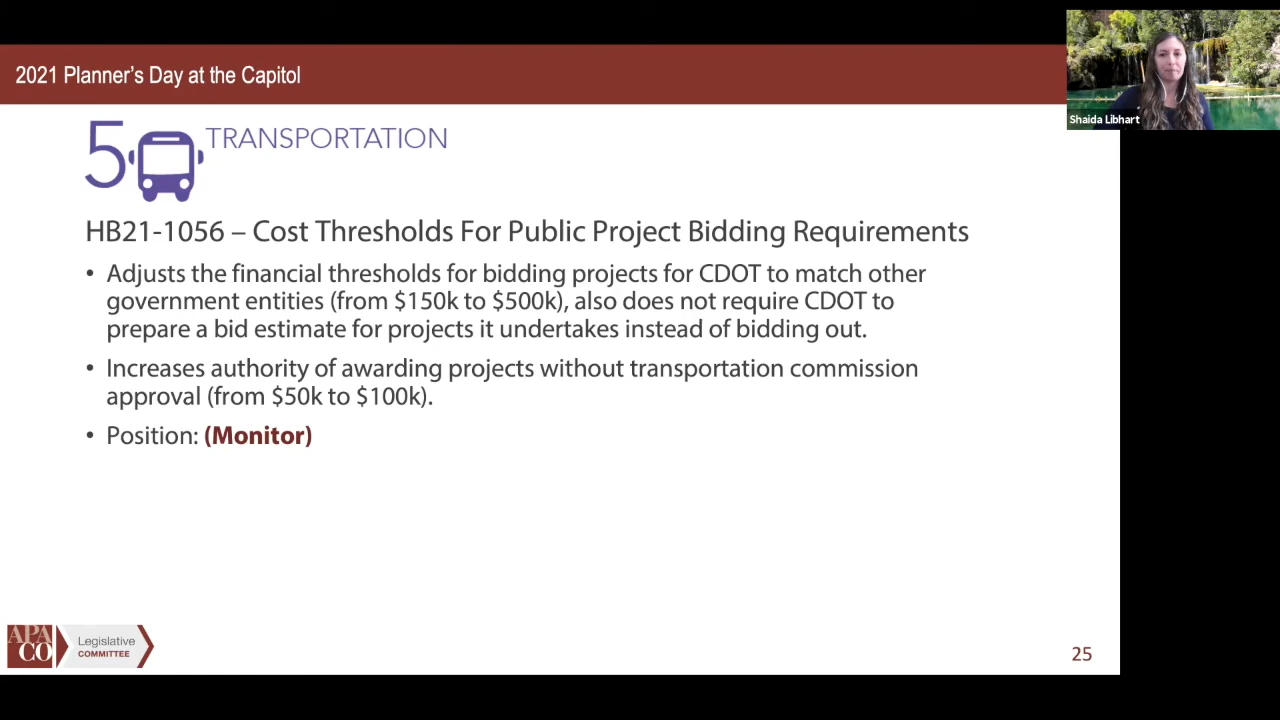 2021 Planner's Day at the Capitol
Shaida Libhart
5 TRANSPORTATION
HB21-1056 – Cost Thresholds For Public Project Bidding Requirements
• Adjusts the financial thresholds for bidding projects for CDOT to match other
government entities (from $150k to $500k), also does not require CDOT to
prepare a bid estimate for projects it undertakes instead of bidding out.
• Increases authority of awarding projects without transportation commission
approval (from $50k to $100k).
• Position: (Monitor)
APA
CO
Legislative
COMMITTEE
25